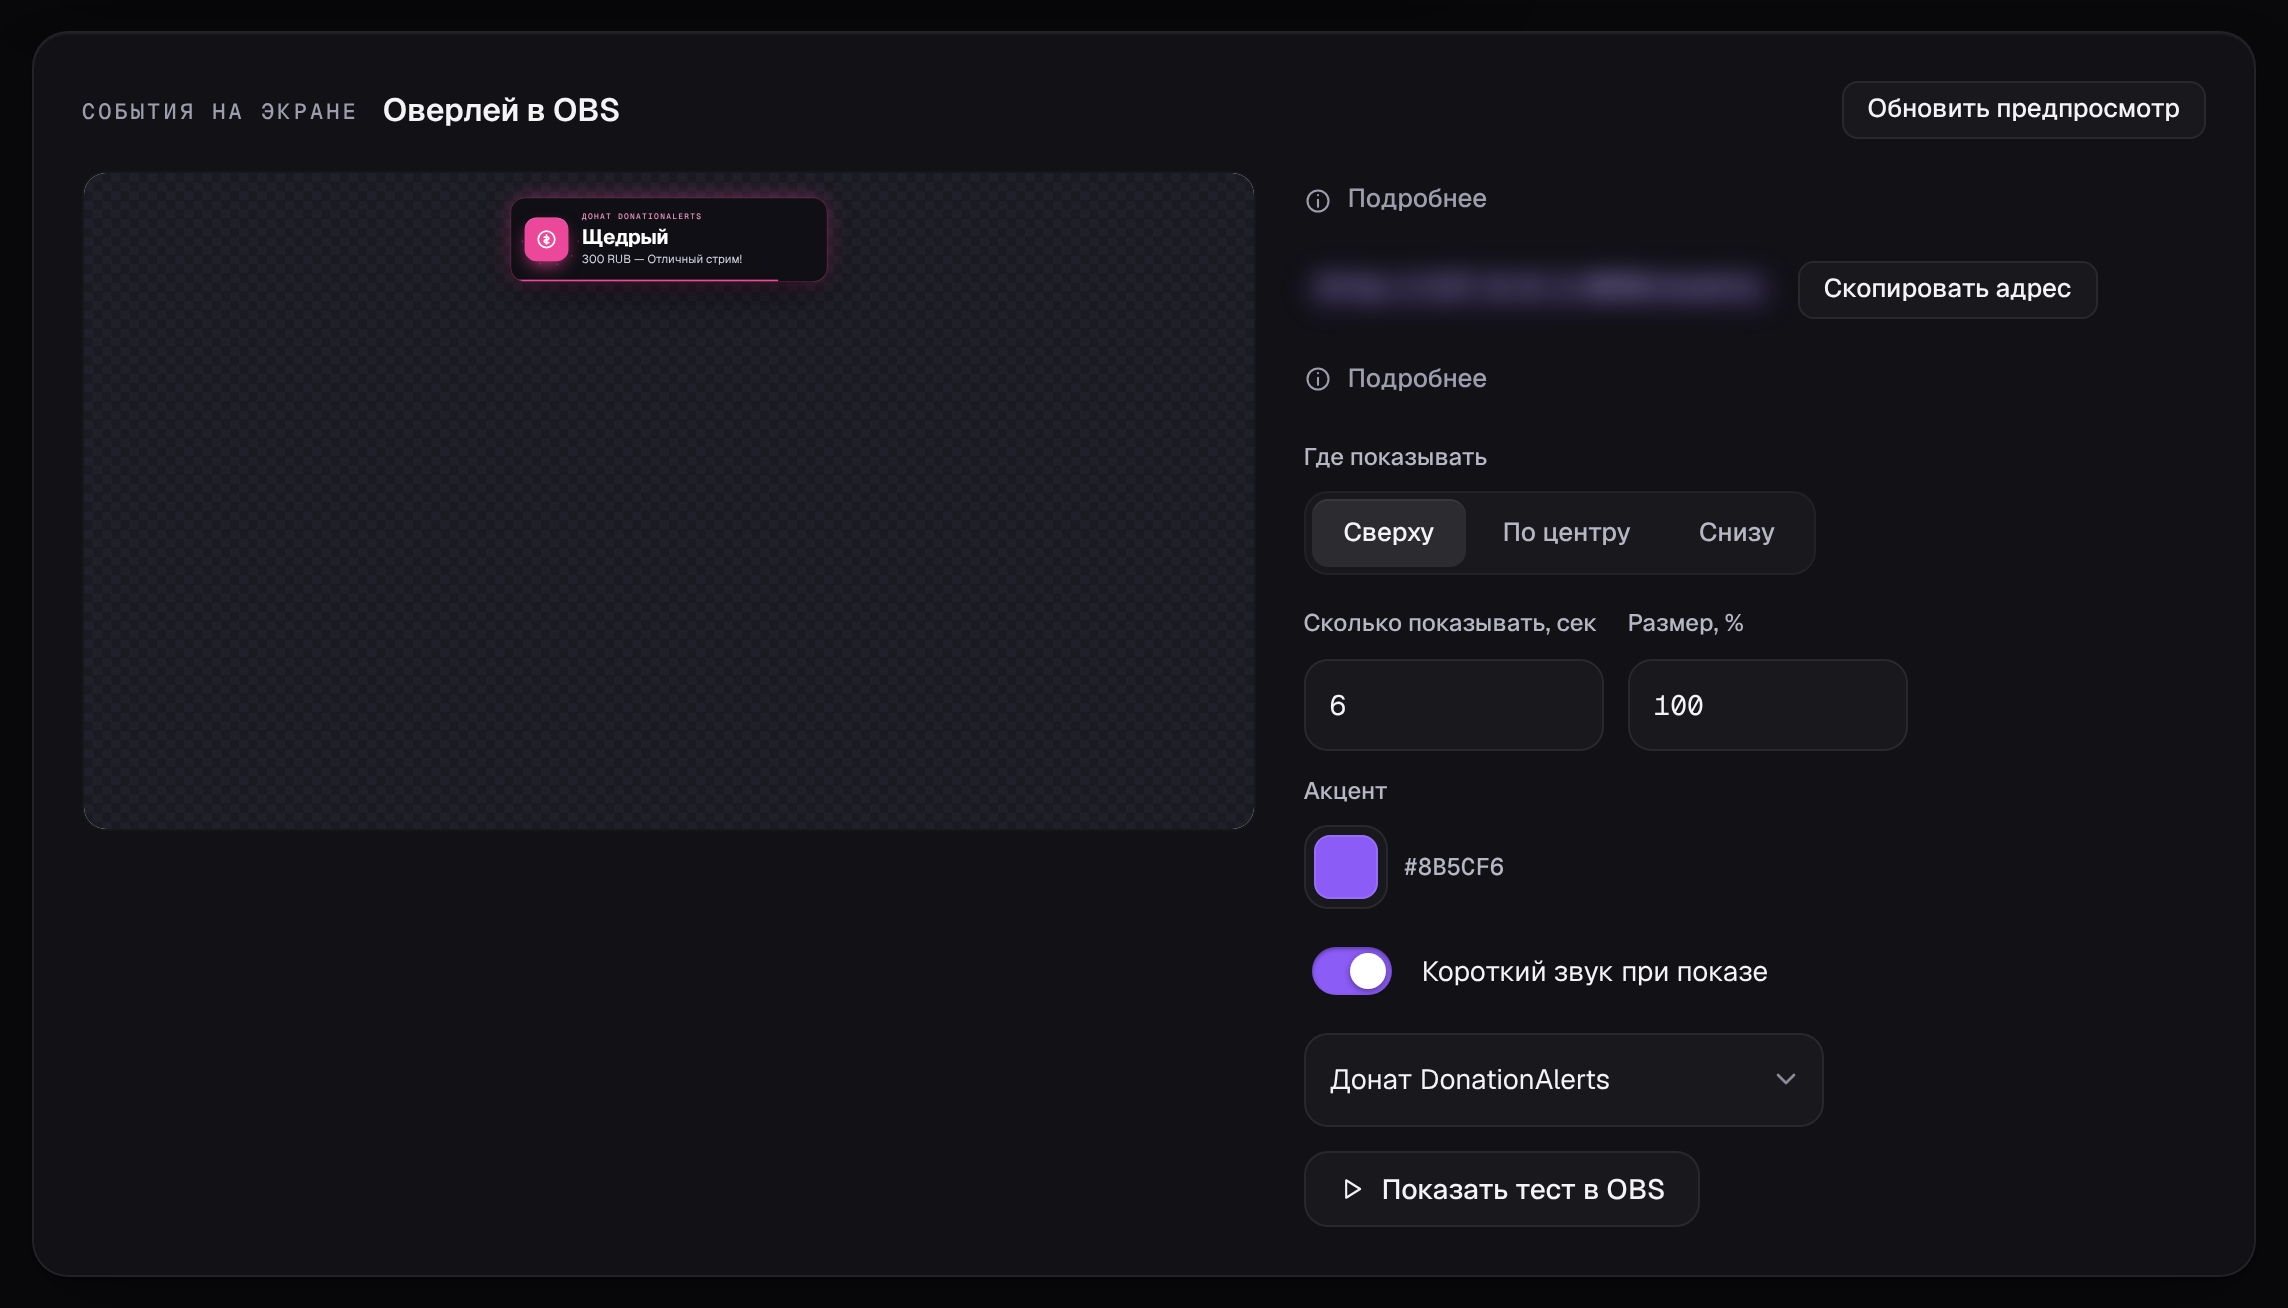 СОБЫТИЯ НА ЭКРАНЕ Оверлей в OBS
Обновить предпросмотр
ДОНАТ DONATIONALERTS
Щедрый
300 RUB — Отличный стрим!
Подробнее
Скопировать адрес
Подробнее
Где показывать
Сверху По центру Снизу
Сколько показывать, сек Размер, %
6 100
Акцент
#8B5CF6
Короткий звук при показе
Донат DonationAlerts
Показать тест в OBS